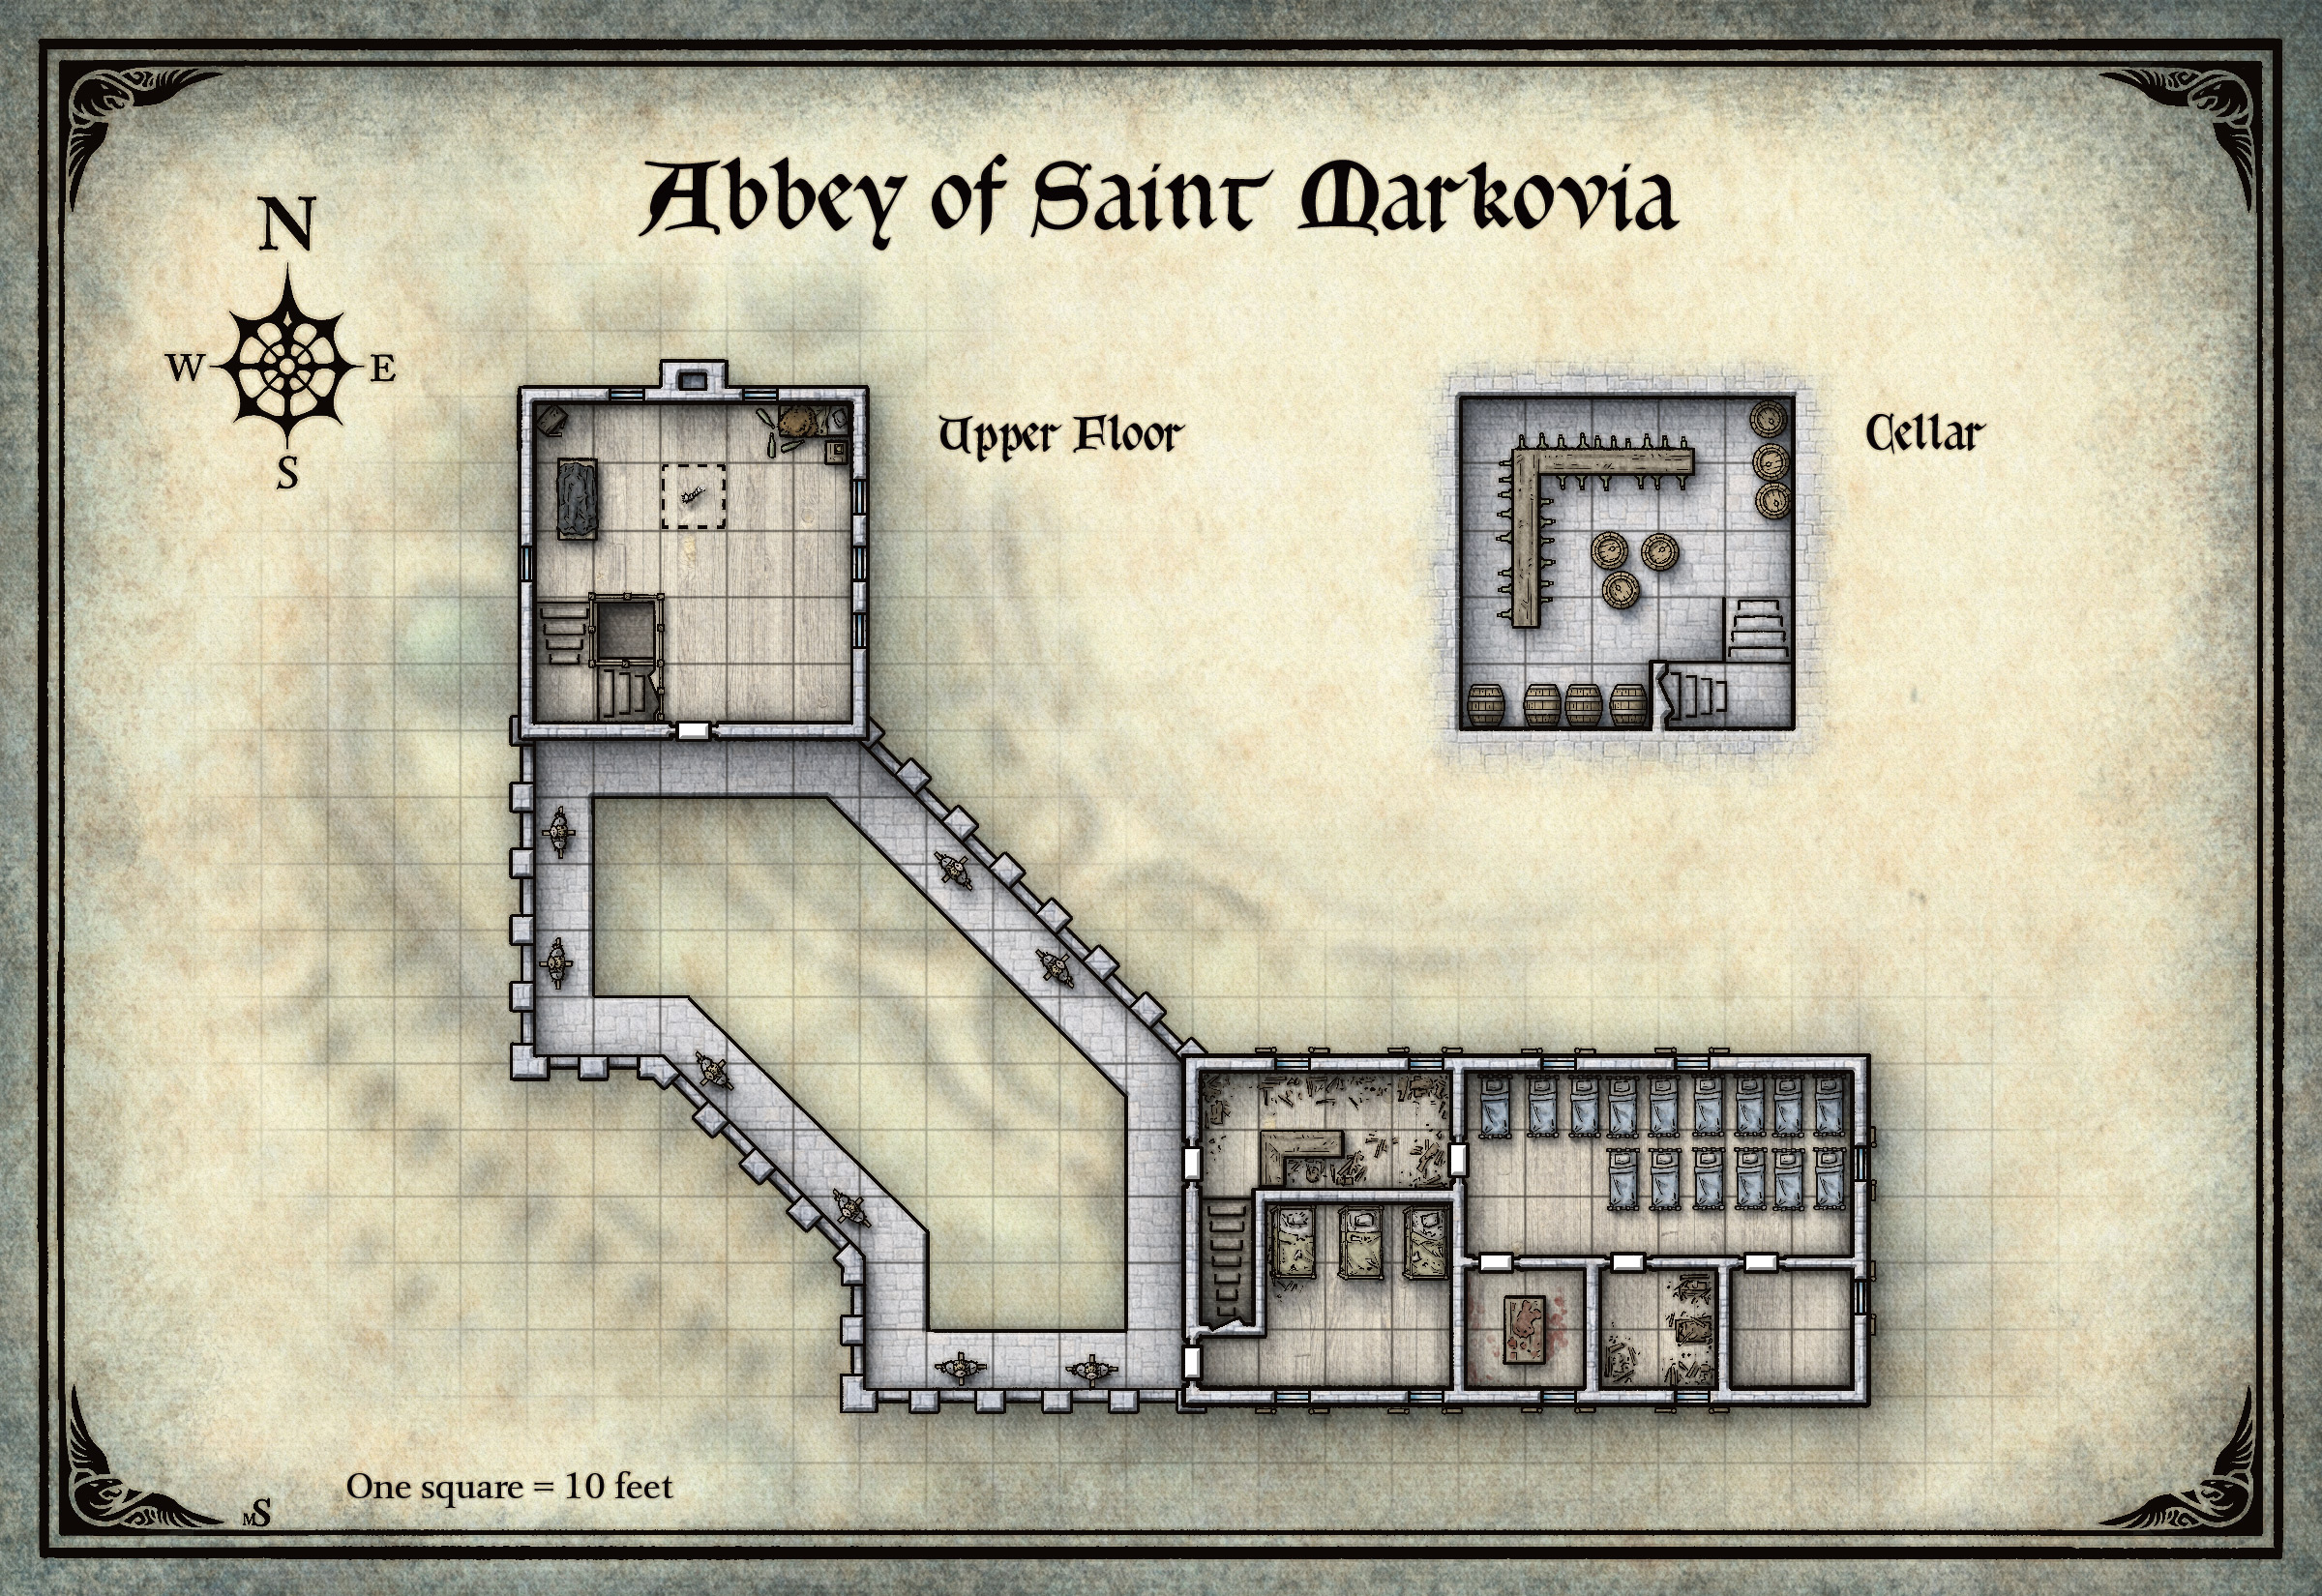 Abbey of Saint Markovia
N
W
E
S
Upper Floor
Cellar
One square = 10 feet
MS